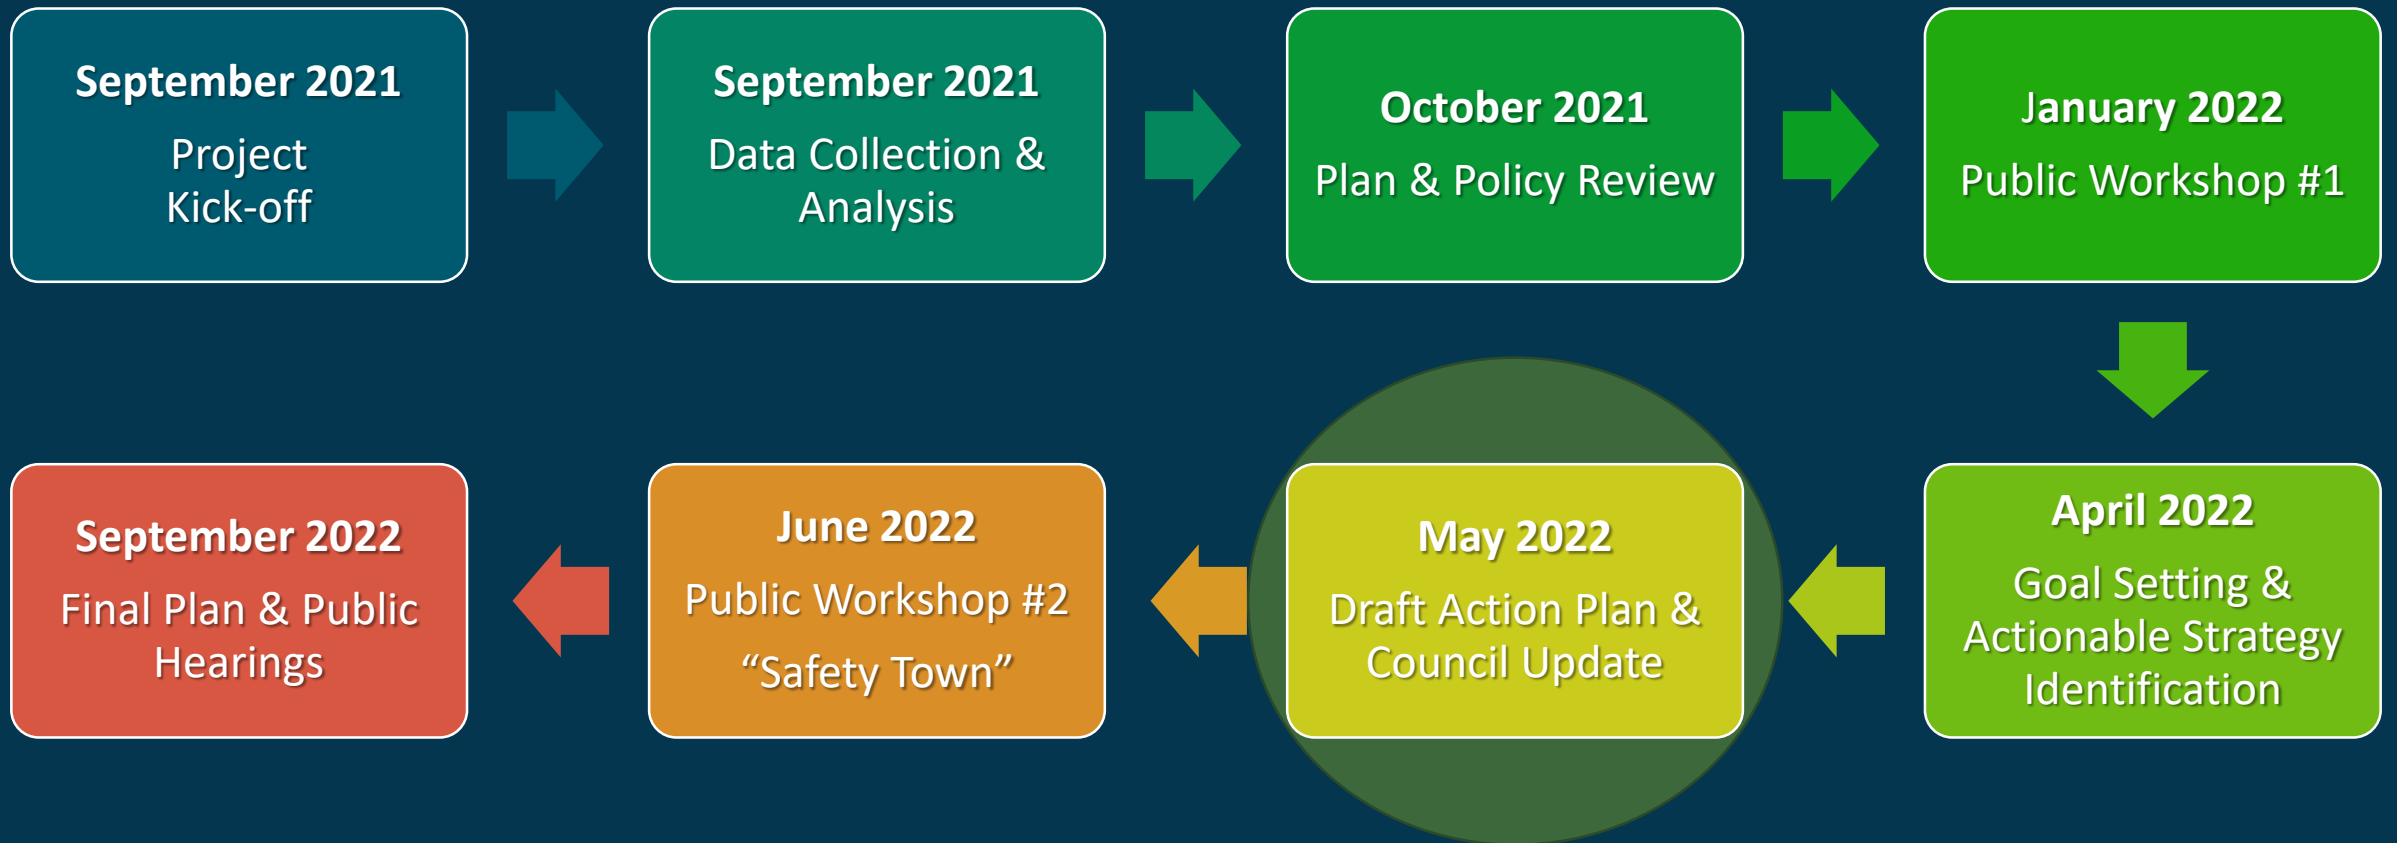 September 2021
Project
Kick-off
September 2021
Data Collection &
Analysis
October 2021
Plan & Policy Review
January 2022
Public Workshop #1
April 2022
Goal Setting &
Actionable Strategy
Identification
May 2022
Draft Action Plan &
Council Update
June 2022
Public Workshop #2
“Safety Town”
September 2022
Final Plan & Public
Hearings